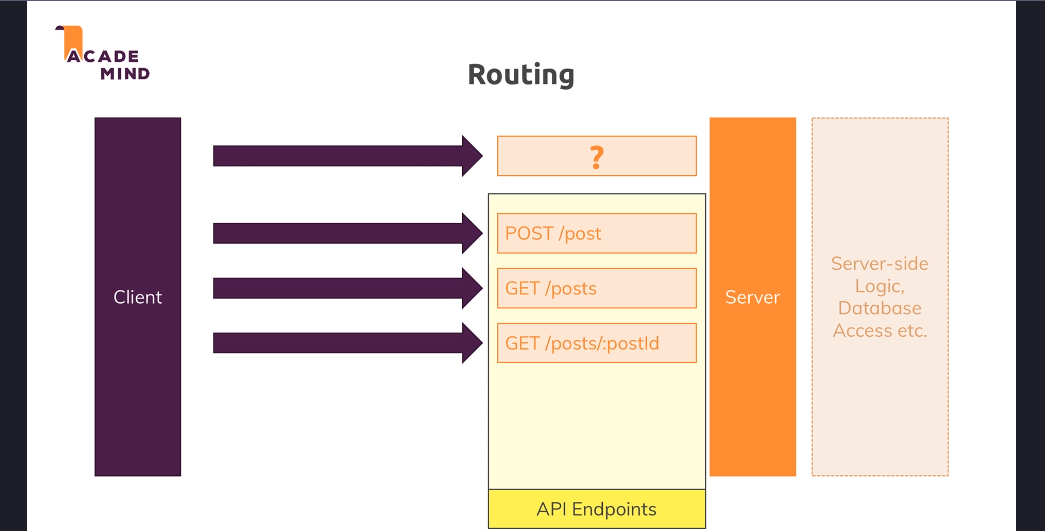 ACADE
MIND
Routing
?
POST /post
GET /posts
GET /posts/:postId
Client
Server
Server-side
Logic,
Database
Access etc.
API Endpoints